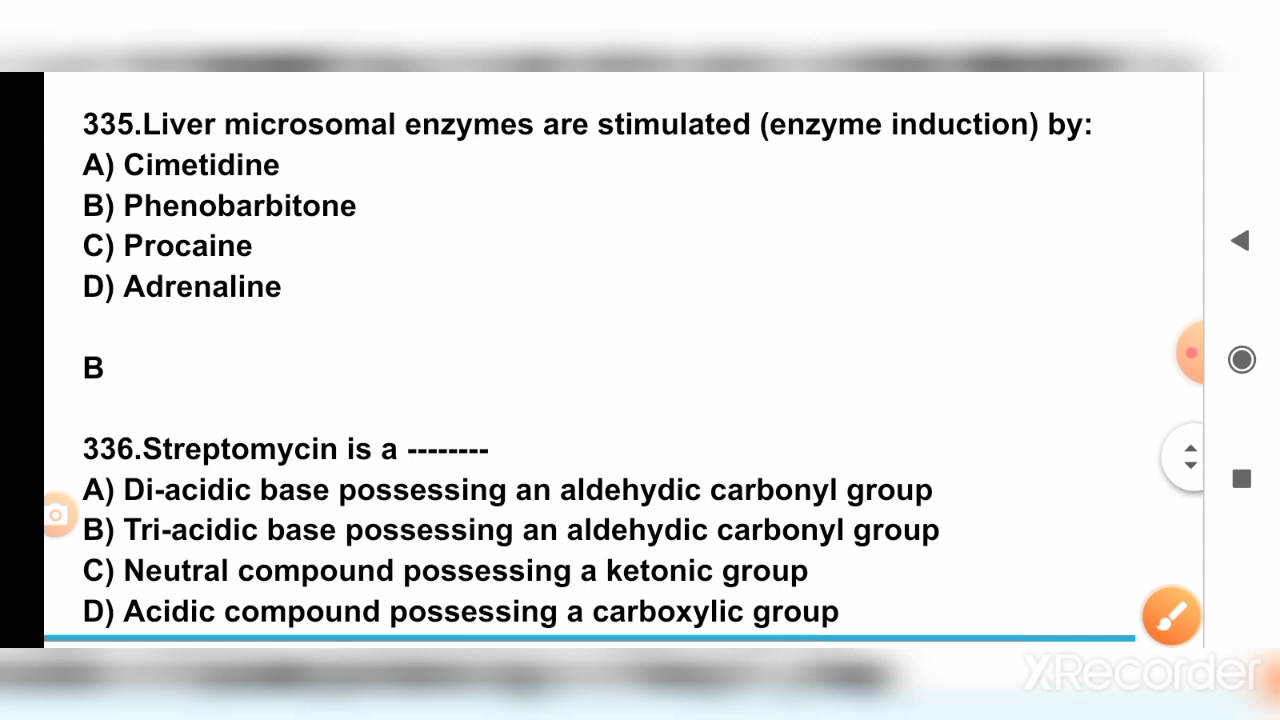 335.Liver microsomal enzymes are stimulated (enzyme induction) by:
A) Cimetidine
B) Phenobarbitone
C) Procaine
D) Adrenaline
B
336.Streptomycin is a --------
A) Di-acidic base possessing an aldehydic carbonyl group
B) Tri-acidic base possessing an aldehydic carbonyl group
C) Neutral compound possessing a ketonic group
D) Acidic compound possessing a carboxylic group
XRecorder